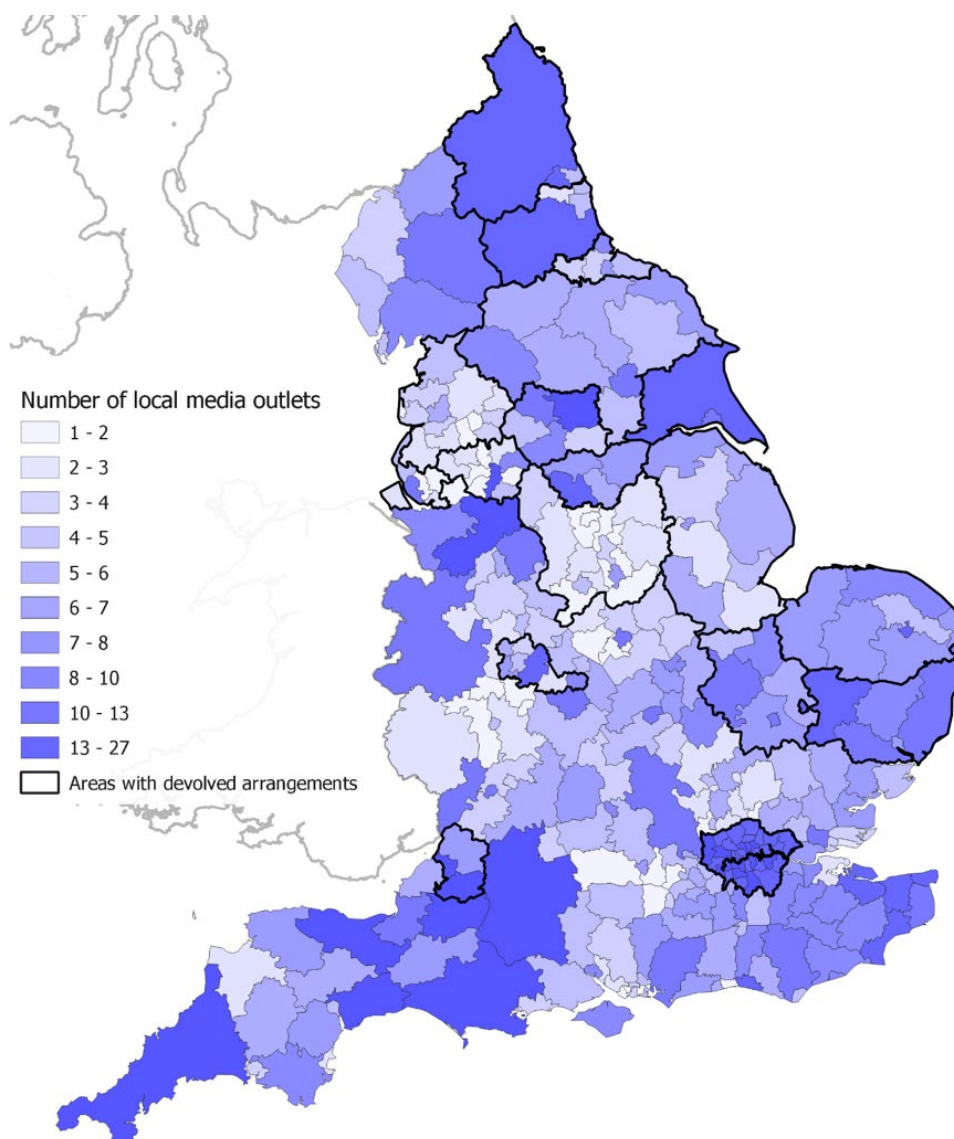 Number of local media outlets
1 - 2
2 - 3
3 - 4
4 - 5
5 - 6
6 - 7
7 - 8
8 - 10
10 - 13
13 - 27
Areas with devolved arrangements